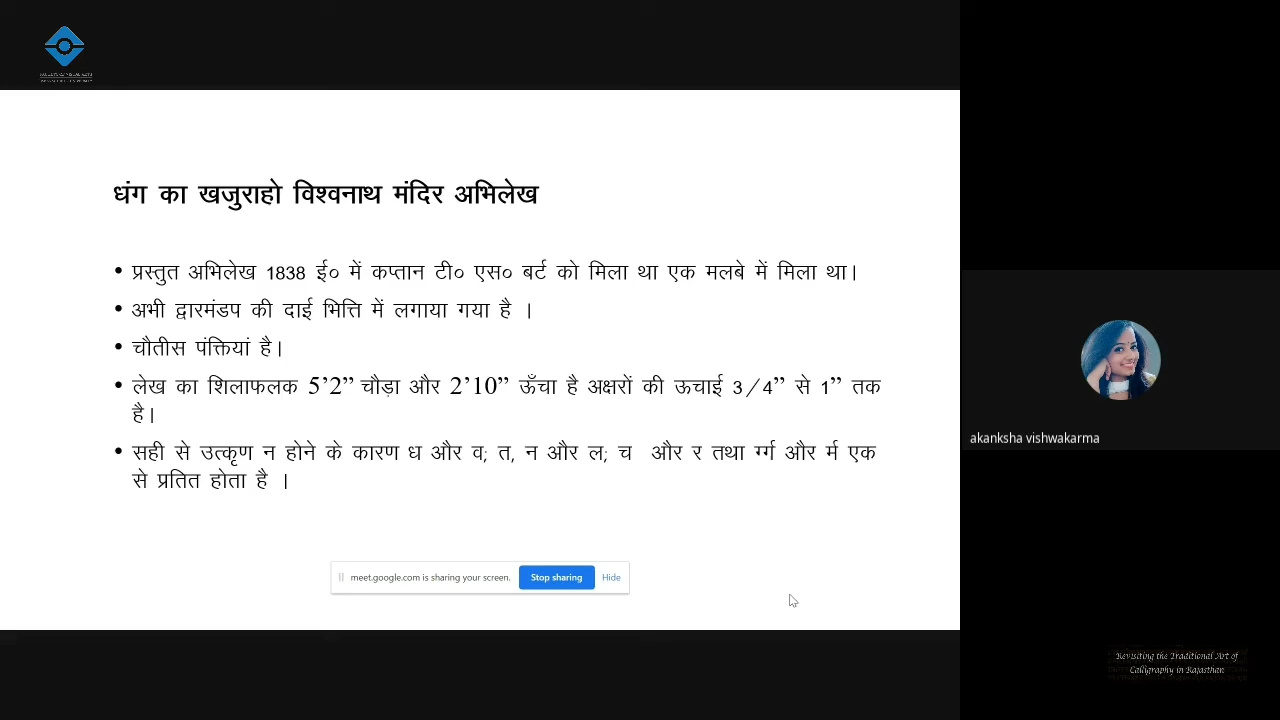 धंग का खजुराहो विश्वनाथ मंदिर अभिलेख
• प्रस्तुत अभिलेख 1838 ई० में कप्तान टी० एस० बर्ट को मिला था एक मलबे में मिला था।
• अभी द्वारमंडप की दाई भित्ति में लगाया गया है ।
• चौतीस पंक्तियां है।
• लेख का शिलाफलक 5’2” चौड़ा और 2’10” ऊँचा है अक्षरों की ऊचाई 3/4” से 1” तक
है।
• सही से उत्कृण न होने के कारण ध और व; त, न और ल; च और र तथा ग्र्ग और र्म एक
से प्रतित होता है ।
meet.google.com is sharing your screen. Stop sharing Hide
akanksha vishwakarma
Revisiting the Traditional Art of
Calligraphy in Rajasthan